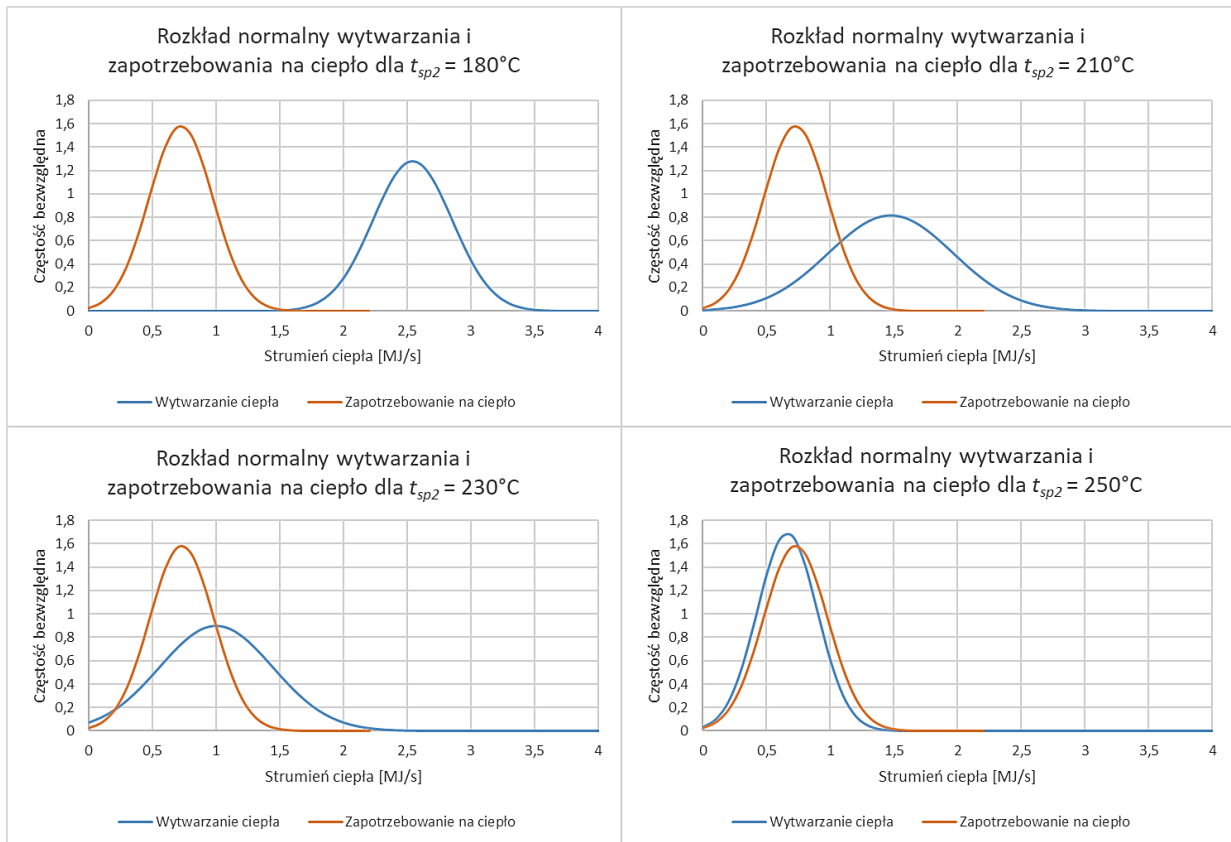 Rozkład normalny wytwarzania i
zapotrzebowania na ciepło dla tsp2 = 180°C
1,8
1,6
1,4
1,2
1
0,8
0,6
0,4
0,2
0
Częstość bezwzględna
0 0,5 1 1,5 2 2,5 3 3,5 4
Strumień ciepła [MJ/s]
Wytwarzanie ciepła Zapotrzebowanie na ciepło
Rozkład normalny wytwarzania i
zapotrzebowania na ciepło dla tsp2 = 210°C
1,8
1,6
1,4
1,2
1
0,8
0,6
0,4
0,2
0
Częstość bezwzględna
0 0,5 1 1,5 2 2,5 3 3,5 4
Strumień ciepła [MJ/s]
Wytwarzanie ciepła Zapotrzebowanie na ciepło
Rozkład normalny wytwarzania i
zapotrzebowania na ciepło dla tsp2 = 230°C
1,8
1,6
1,4
1,2
1
0,8
0,6
0,4
0,2
0
Częstość bezwzględna
0 0,5 1 1,5 2 2,5 3 3,5 4
Strumień ciepła [MJ/s]
Wytwarzanie ciepła Zapotrzebowanie na ciepło
Rozkład normalny wytwarzania i
zapotrzebowania na ciepło dla tsp2 = 250°C
1,8
1,6
1,4
1,2
1
0,8
0,6
0,4
0,2
0
Częstość bezwzględna
0 0,5 1 1,5 2 2,5 3 3,5 4
Strumień ciepła [MJ/s]
Wytwarzanie ciepła Zapotrzebowanie na ciepło